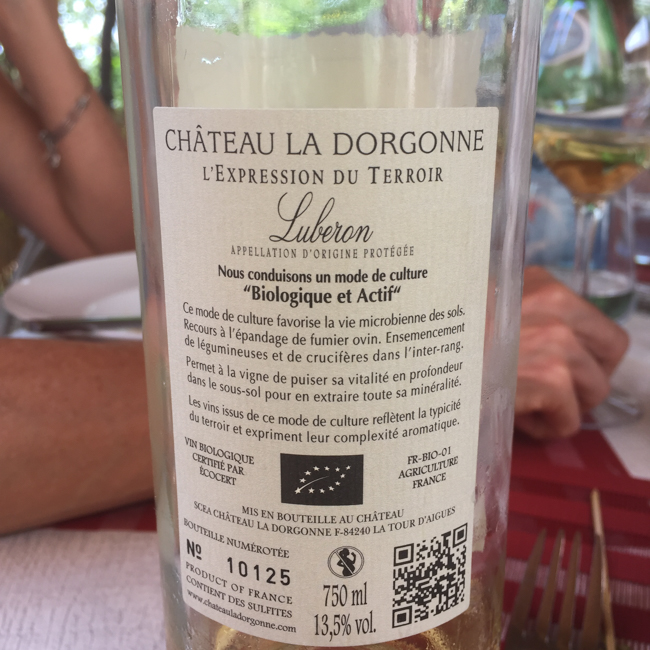 CHÂTEAU LA DORGONNE
L'EXPRESSION DU TERROIR
Luberon
APPELLATION D'ORIGINE PROTÉGÉE
Nous conduisons un mode de culture
"Biologique et Actif"
Ce mode de culture favorise la vie microbienne des sols.
Recours à l'épandage de fumier ovin. Ensemencement
de légumineuses et de crucifères dans l'inter-rang.
Permet à la vigne de puiser sa vitalité en profondeur
dans le sous-sol pour en extraire toute sa minéralité.
Les vins issus de ce mode de culture reflètent la typicité
du terroir et expriment leur complexité aromatique.
VIN BIOLOGIQUE
CERTIFIÉ PAR
ÉCOCERT
FR-BIO-01
AGRICULTURE
FRANCE
MIS EN BOUTEILLE AU CHÂTEAU
SCEA CHÂTEAU LA DORGONNE F-84240 LA TOUR D'AIGUES
BOUTEILLE NUMÉROTÉE
Nº 10125
PRODUCT OF FRANCE
CONTIENT DES SULFITES
www.chateauladorgonne.com
750 ml
13,5% vol.